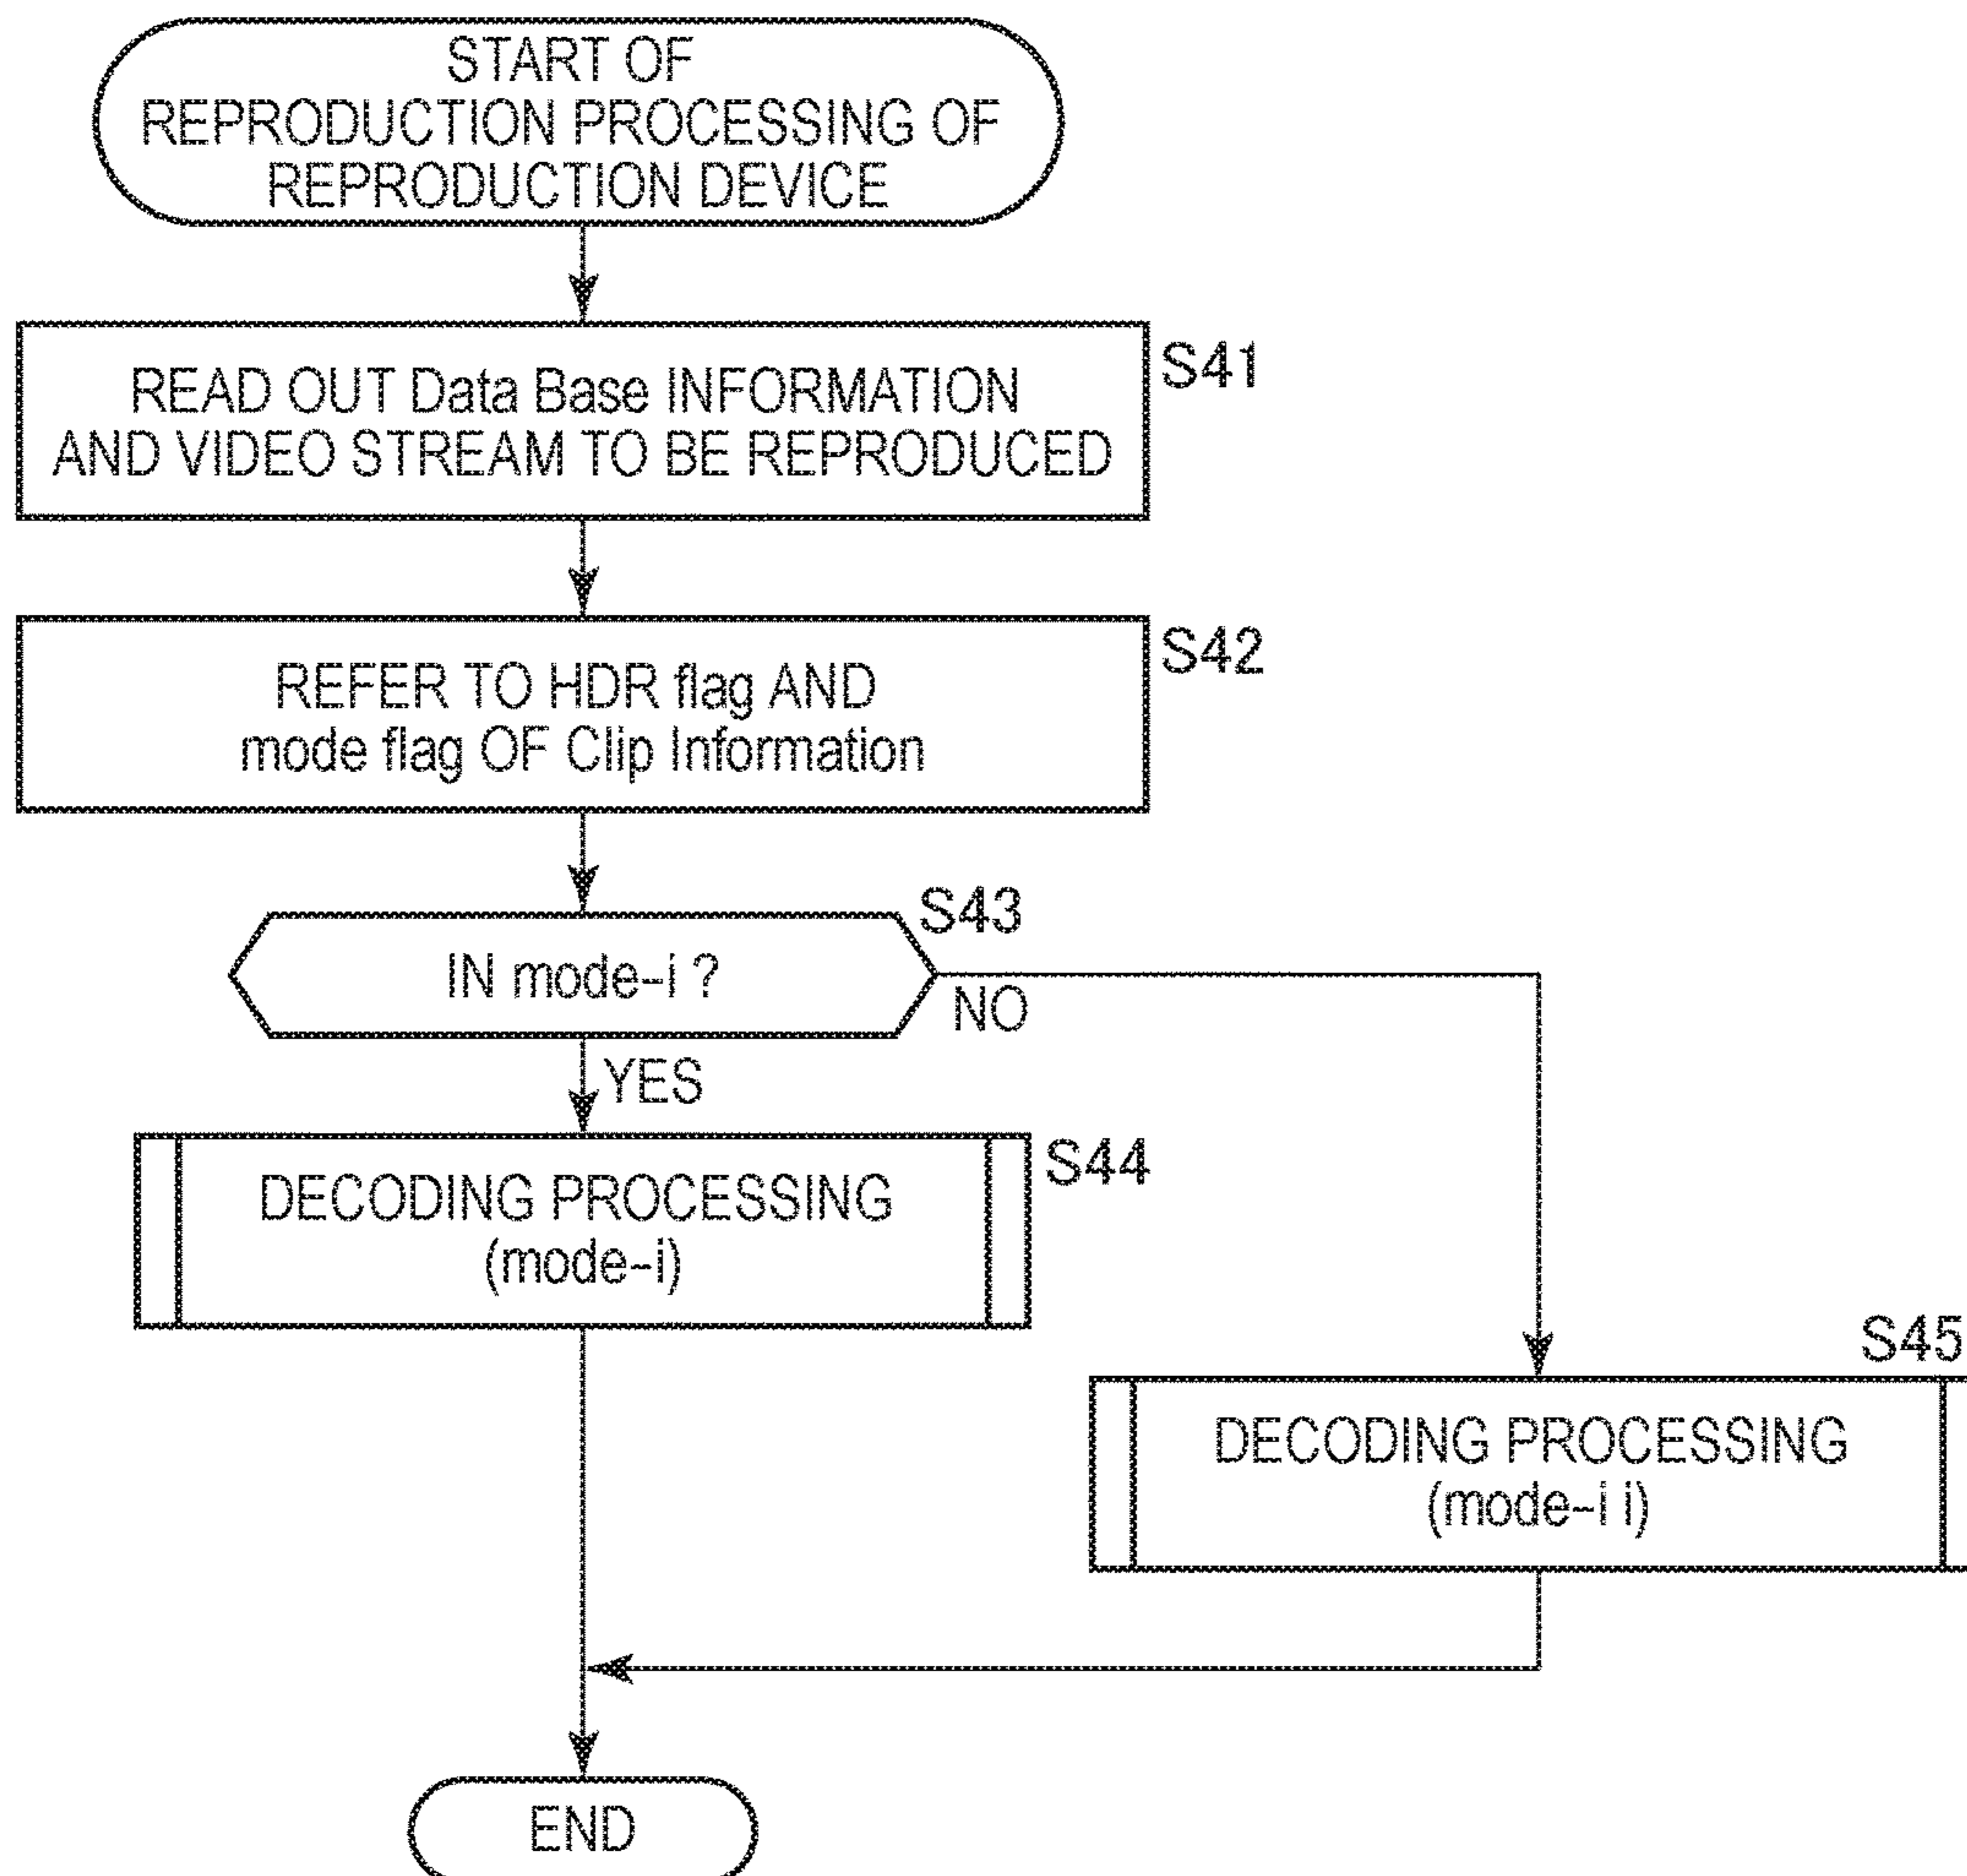 START OF
REPRODUCTION PROCESSING OF
REPRODUCTION DEVICE
READ OUT Data Base INFORMATION
AND VIDEO STREAM TO BE REPRODUCED
S41
REFER TO HDR flag AND
mode flag OF Clip Information
S42
IN mode-i ?
S43
NO
YES
DECODING PROCESSING
(mode-i)
S44
S45
DECODING PROCESSING
(mode-i i)
END